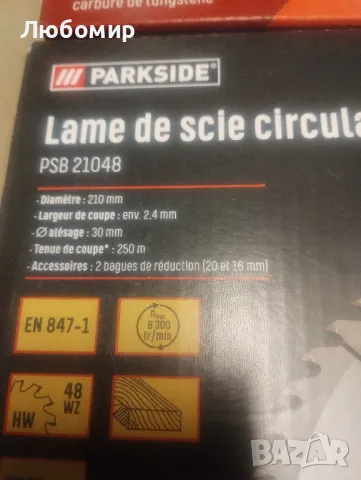 carbure de tungstène
Любомир
PARKSIDE®
Lame de scie circula
PSB 21048
- Diamètre : 210 mm
- Largeur de coupe : env. 2.4 mm
- Ø alésage : 30 mm
- Tenue de coupe* : 250 m
- Accessoires : 2 bagues de réduction (20 et 16 mm)
EN 847-1
nmax
6 300
tr/min
48
WZ
HW
BAZAR